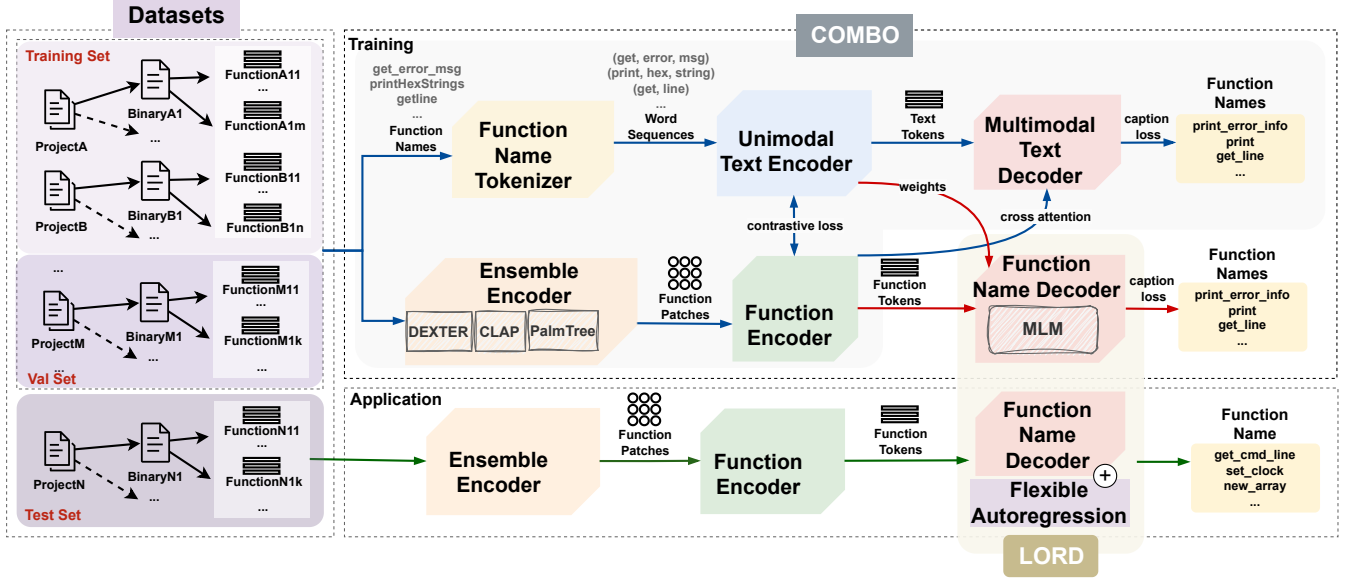 Datasets
Training Set
ProjectA
BinaryA1
...
FunctionA11
...
FunctionA1m
ProjectB
BinaryB1
...
FunctionB11
...
FunctionB1n
...
ProjectM
...
BinaryM1
...
FunctionM11
...
FunctionM1k
...
Val Set
ProjectN
BinaryN1
...
FunctionN11
...
FunctionN1k
...
Test Set
COMBO
Training
get_error_msg
printHexStrings
getline
...
Function
Names
Function
Name
Tokenizer
(get, error, msg)
(print, hex, string)
(get, line)
...
Word
Sequences
Unimodal
Text Encoder
Text
Tokens
Multimodal
Text
Decoder
caption
loss
Function
Names
print_error_info
print
get_line
...
weights
contrastive loss
cross attention
Ensemble
Encoder
DEXTER
CLAP
PalmTree
Function
Patches
Function
Encoder
Function
Tokens
Function
Name Decoder
MLM
caption
loss
Function
Names
print_error_info
print
get_line
...
Application
Ensemble
Encoder
Function
Patches
Function
Encoder
Function
Tokens
Function
Name
Decoder
+
Flexible
Autoregression
LORD
Function
Name
get_cmd_line
set_clock
new_array
...